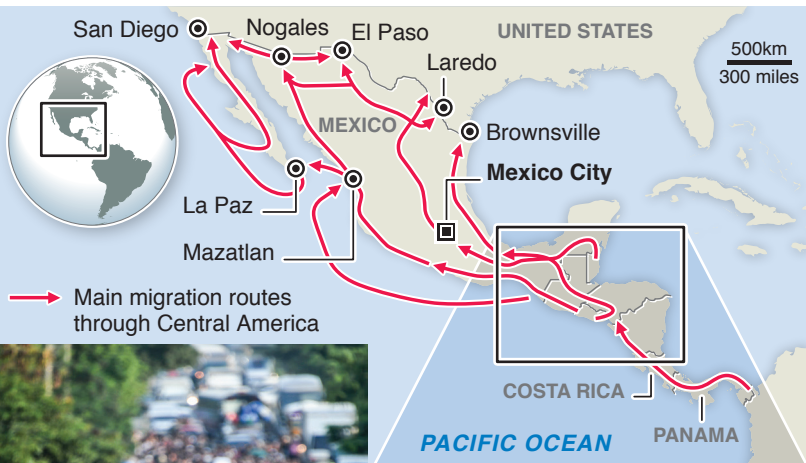 San Diego
Nogales
El Paso
UNITED STATES
Laredo
500km
300 miles
MEXICO
Brownsville
Mexico City
La Paz
Mazatlan
Main migration routes
through Central America
COSTA RICA
PANAMA
PACIFIC OCEAN